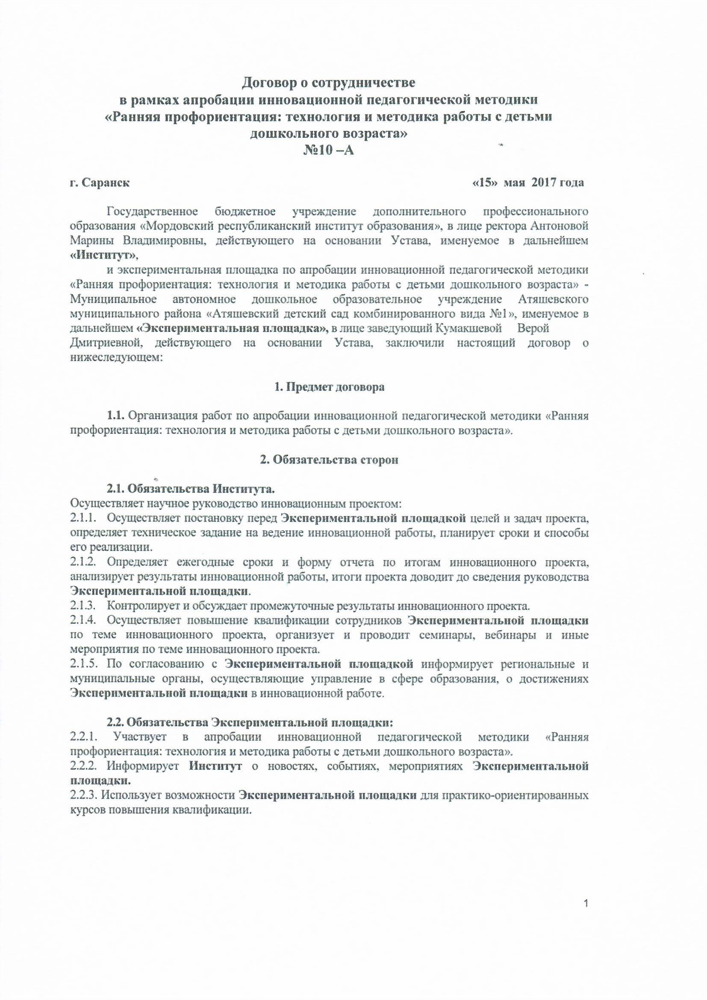 Договор о сотрудничестве
в рамках апробации инновационной педагогической методики
«Ранняя профориентация: технология и методика работы с детьми
дошкольного возраста»
№10 –А
г. Саранск «15» мая 2017 года
Государственное бюджетное учреждение дополнительного профессионального
образования «Мордовский республиканский институт образования», в лице ректора Антоновой
Марины Владимировны, действующего на основании Устава, именуемое в дальнейшем
«Институт»,
и экспериментальная площадка по апробации инновационной педагогической методики
«Ранняя профориентация: технология и методика работы с детьми дошкольного возраста» -
Муниципальное автономное дошкольное образовательное учреждение Атяшевского
муниципального района «Атяшевский детский сад комбинированного вида №1», именуемое в
дальнейшем «Экспериментальная площадка», в лице заведующий Кумакшевой Верой
Дмитриевной, действующего на основании Устава, заключили настоящий договор о
нижеследующем:
1. Предмет договора
1.1. Организация работ по апробации инновационной педагогической методики «Ранняя
профориентация: технология и методика работы с детьми дошкольного возраста».
2. Обязательства сторон
2.1. Обязательства Института.
Осуществляет научное руководство инновационным проектом:
2.1.1. Осуществляет постановку перед Экспериментальной площадкой целей и задач проекта,
определяет техническое задание на ведение инновационной работы, планирует сроки и способы
его реализации.
2.1.2. Определяет ежегодные сроки и форму отчета по итогам инновационного проекта,
анализирует результаты инновационной работы, итоги проекта доводит до сведения руководства
Экспериментальной площадки.
2.1.3. Контролирует и обсуждает промежуточные результаты инновационного проекта.
2.1.4. Осуществляет повышение квалификации сотрудников Экспериментальной площадки
по теме инновационного проекта, организует и проводит семинары, вебинары и иные
мероприятия по теме инновационного проекта.
2.1.5. По согласованию с Экспериментальной площадкой информирует региональные и
муниципальные органы, осуществляющие управление в сфере образования, о достижениях
Экспериментальной площадки в инновационной работе.
2.2. Обязательства Экспериментальной площадки:
2.2.1. Участвует в апробации инновационной педагогической методики «Ранняя
профориентация: технология и методика работы с детьми дошкольного возраста».
2.2.2. Информирует Институт о новостях, событиях, мероприятиях Экспериментальной
площадки.
2.2.3. Использует возможности Экспериментальной площадки для практико-ориентированных
курсов повышения квалификации.
1